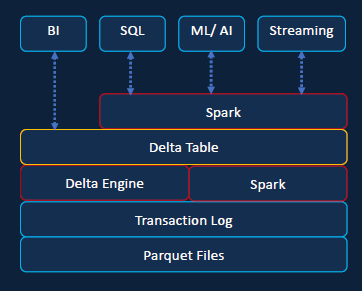 BI
SQL
ML/ AI
Streaming
Spark
Delta Table
Delta Engine
Spark
Transaction Log
Parquet Files